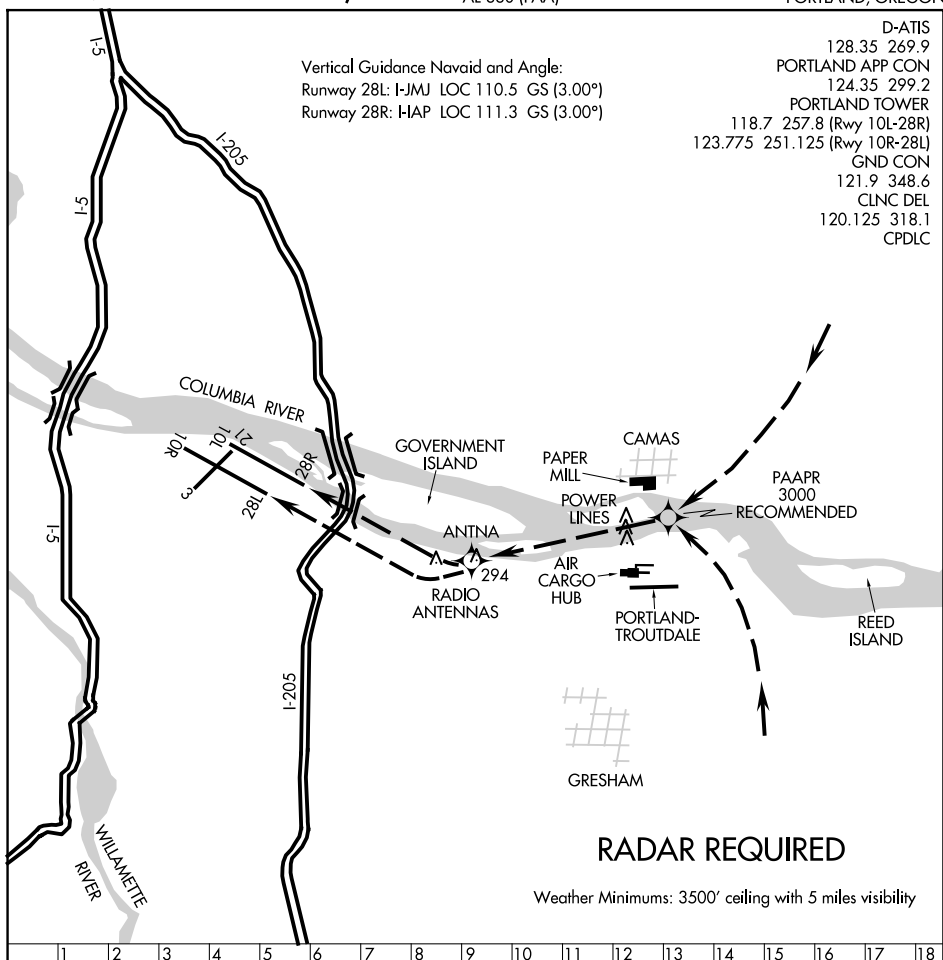 AL-330 (FAA)
PORTLAND, OREGON
D-ATIS
128.35 269.9
PORTLAND APP CON
124.35 299.2
PORTLAND TOWER
118.7 257.8 (Rwy 10L-28R)
123.775 251.125 (Rwy 10R-28L)
GND CON
121.9 348.6
CLNC DEL
120.125 318.1
CPDLC
Vertical Guidance Navaid and Angle:
Runway 28L: I-JMJ LOC 110.5 GS (3.00°)
Runway 28R: I-IAP LOC 111.3 GS (3.00°)
I-5
I-205
I-5
COLUMBIA RIVER
GOVERNMENT
ISLAND
CAMAS
PAPER
MILL
POWER
LINES
PAAPR
3000
RECOMMENDED
10R
10L
21
28R
3
28L
ANTNA
294
RADIO
ANTENNAS
AIR
CARGO
HUB
PORTLAND-
TROUTDALE
REED
ISLAND
I-5
I-205
GRESHAM
WILLAMETTE
RIVER
RADAR REQUIRED
Weather Minimums: 3500' ceiling with 5 miles visibility
1 2 3 4 5 6 7 8 9 10 11 12 13 14 15 16 17 18